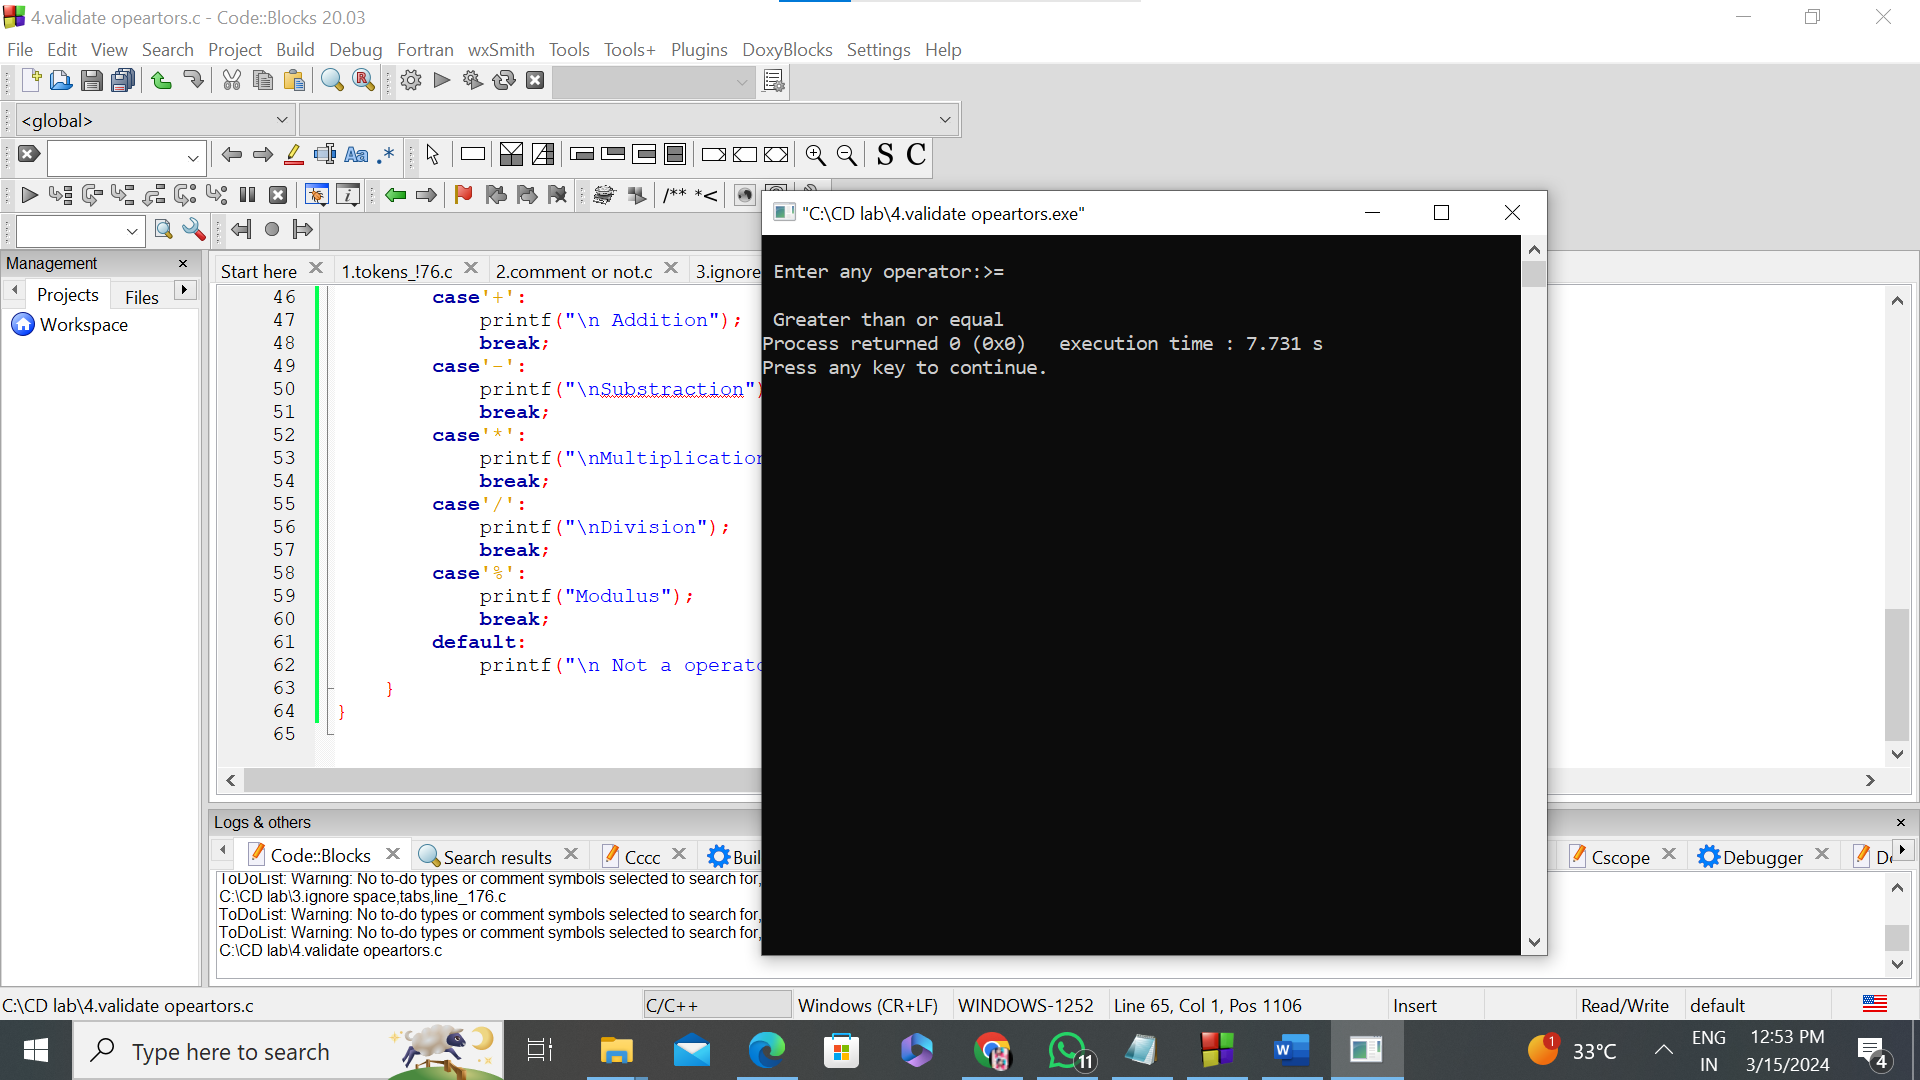 4.validate opeartors.c - Code::Blocks 20.03
File Edit View Search Project Build Debug Fortran wxSmith Tools Tools+ Plugins DoxyBlocks Settings Help
<global>
Aa .* S C
/** *<
"C:\CD lab\4.validate opeartors.exe"
Enter any operator:>=
Greater than or equal
Process returned 0 (0x0)   execution time : 7.731 s
Press any key to continue.
Management
Projects Files
Workspace
Start here 1.tokens_!76.c 2.comment or not.c 3.ignore
46 case'+':
47 printf("\n Addition");
48 break;
49 case'-':
50 printf("\nSubstraction")
51 break;
52 case'*':
53 printf("\nMultiplication
54 break;
55 case'/':
56 printf("\nDivision");
57 break;
58 case'%':
59 printf("Modulus");
60 break;
61 default:
62 printf("\n Not a operato
63 }
64 }
65
Logs & others
Code::Blocks Search results Cccc Buil Cscope Debugger De
ToDoList: Warning: No to-do types or comment symbols selected to search for,
C:\CD lab\3.ignore space,tabs,line_176.c
ToDoList: Warning: No to-do types or comment symbols selected to search for,
ToDoList: Warning: No to-do types or comment symbols selected to search for,
C:\CD lab\4.validate opeartors.c
C:\CD lab\4.validate opeartors.c C/C++ Windows (CR+LF) WINDOWS-1252 Line 65, Col 1, Pos 1106 Insert Read/Write default
Type here to search 11 W 1 33°C ENG IN 12:53 PM 3/15/2024 4